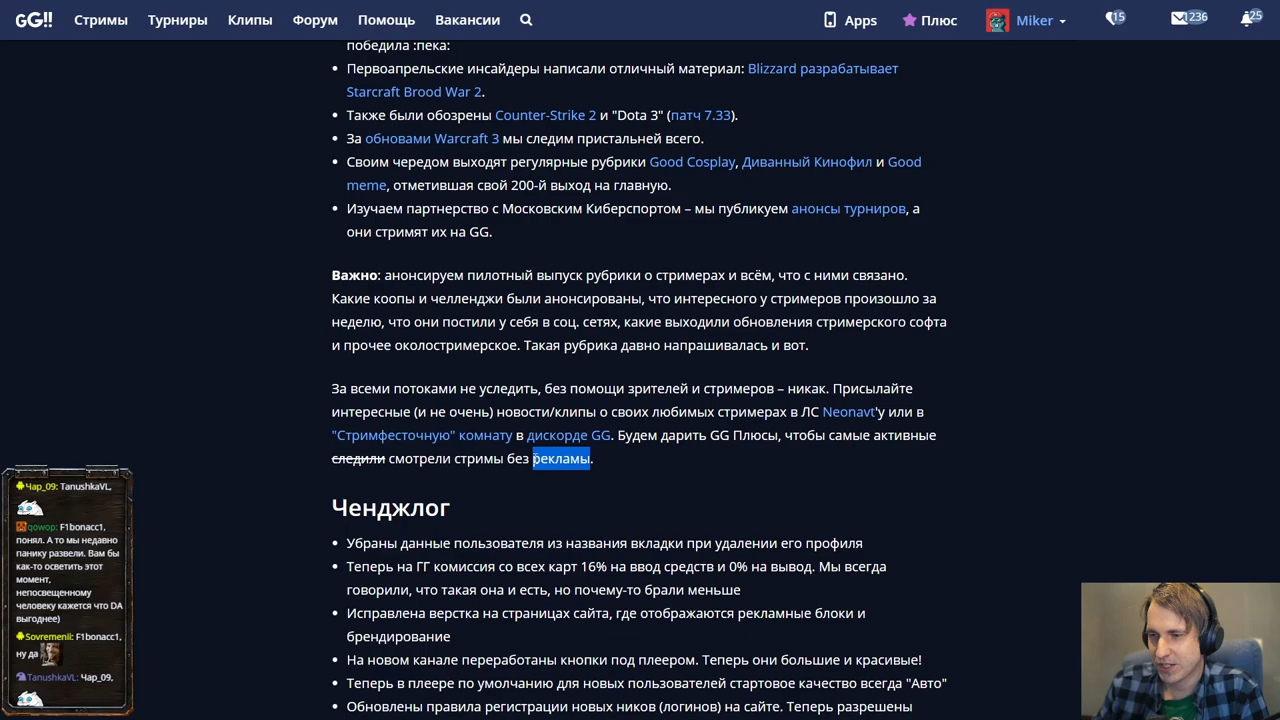 GG!! Стримы Турниры Клипы Форум Помощь Вакансии Apps Плюс Miker 15 236 25
победила :пека:
Первоапрельские инсайдеры написали отличный материал: Blizzard разрабатывает
Starcraft Brood War 2.
Также были обозрены Counter-Strike 2 и "Dota 3" (патч 7.33).
За обновами Warcraft 3 мы следим пристальней всего.
Своим чередом выходят регулярные рубрики Good Cosplay, Диванный Кинофил и Good
meme, отметившая свой 200-й выход на главную.
Изучаем партнерство с Московским Киберспортом – мы публикуем анонсы турниров, а
они стримят их на GG.
Важно: анонсируем пилотный выпуск рубрики о стримерах и всём, что с ними связано.
Какие коопы и челленджи были анонсированы, что интересного у стримеров произошло за
неделю, что они постили у себя в соц. сетях, какие выходили обновления стримерского софта
и прочее околостримерское. Такая рубрика давно напрашивалась и вот.
За всеми потоками не уследить, без помощи зрителей и стримеров – никак. Присылайте
интересные (и не очень) новости/клипы о своих любимых стримерах в ЛС Neonavt'у или в
"Стримфесточную" комнату в дискорде GG. Будем дарить GG Плюсы, чтобы самые активные
следили смотрели стримы без рекламы.
Ченджлог
Убраны данные пользователя из названия вкладки при удалении его профиля
Теперь на ГГ комиссия со всех карт 16% на ввод средств и 0% на вывод. Мы всегда
говорили, что такая она и есть, но почему-то брали меньше
Исправлена верстка на страницах сайта, где отображаются рекламные блоки и
брендирование
На новом канале переработаны кнопки под плеером. Теперь они большие и красивые!
Теперь в плеере по умолчанию для новых пользователей стартовое качество всегда "Авто"
Обновлены правила регистрации новых ников (логинов) на сайте. Теперь разрешены
Чар_09: TanushkaVL,
qowop: F1bonacc1,
понял. А то мы недавно
панику развели. Вам бы
как-то осветить этот
момент,
непосвещенному
человеку кажется что DA
выгоднее)
Sovremenii: F1bonacc1,
ну да
TanushkaVL: Чар_09,